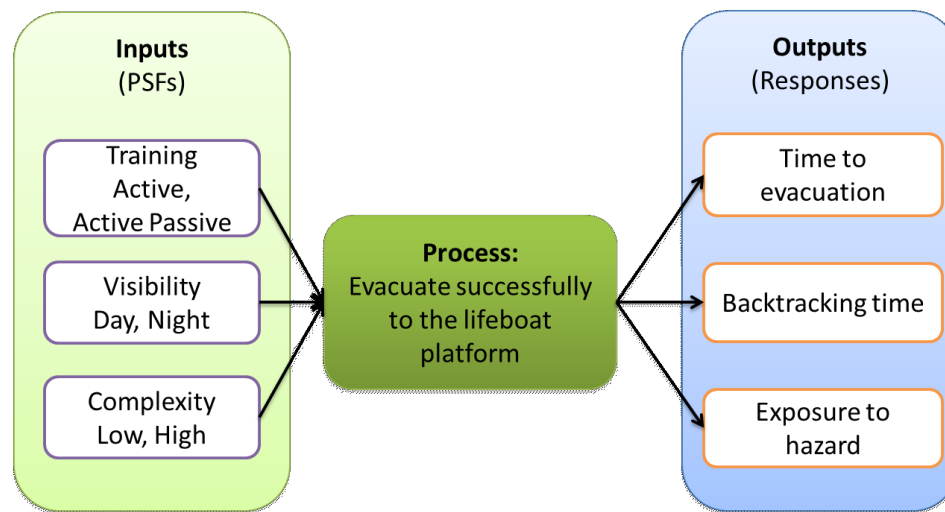 Inputs
(PSFs)
Training
Active,
Active Passive
Visibility
Day, Night
Complexity
Low, High
Process:
Evacuate successfully
to the lifeboat
platform
Outputs
(Responses)
Time to
evacuation
Backtracking time
Exposure to
hazard